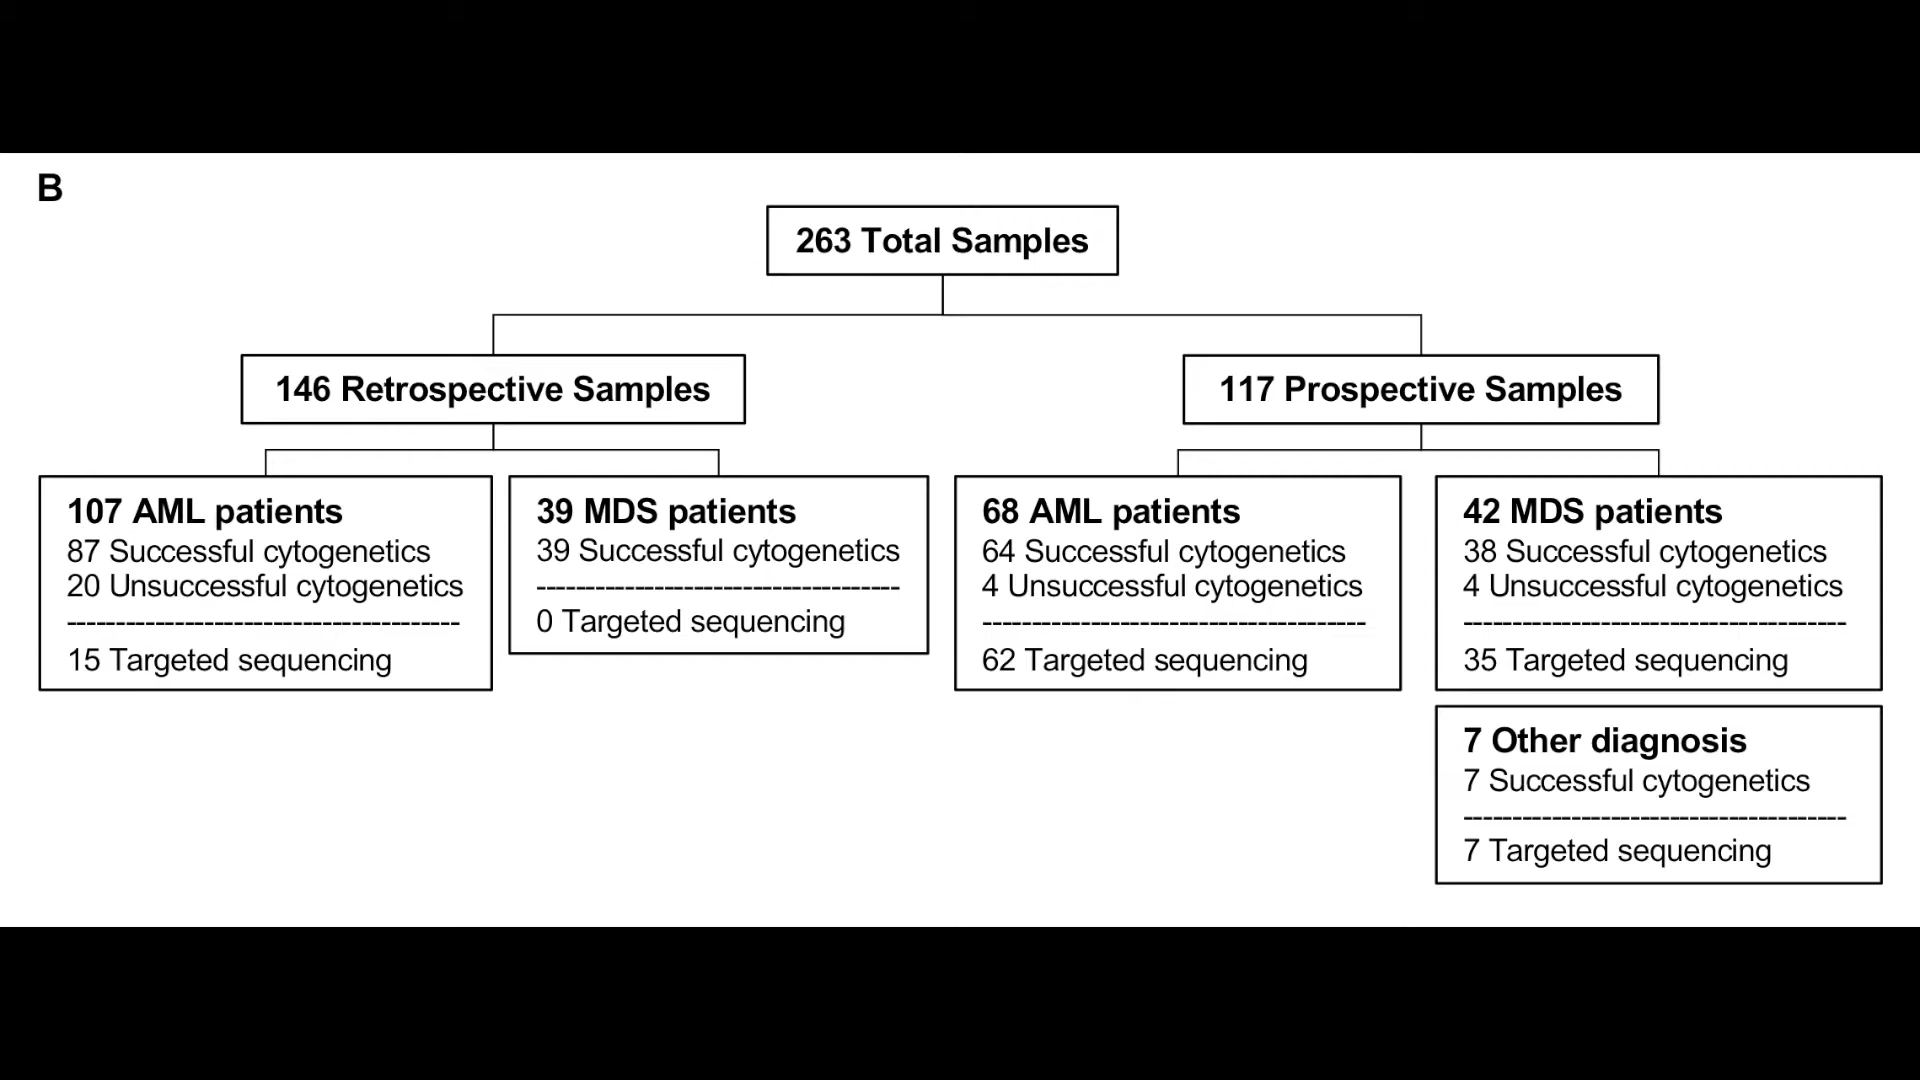 B
263 Total Samples
146 Retrospective Samples
117 Prospective Samples
107 AML patients
87 Successful cytogenetics
20 Unsuccessful cytogenetics
15 Targeted sequencing
39 MDS patients
39 Successful cytogenetics
0 Targeted sequencing
68 AML patients
64 Successful cytogenetics
4 Unsuccessful cytogenetics
62 Targeted sequencing
42 MDS patients
38 Successful cytogenetics
4 Unsuccessful cytogenetics
35 Targeted sequencing
7 Other diagnosis
7 Successful cytogenetics
7 Targeted sequencing